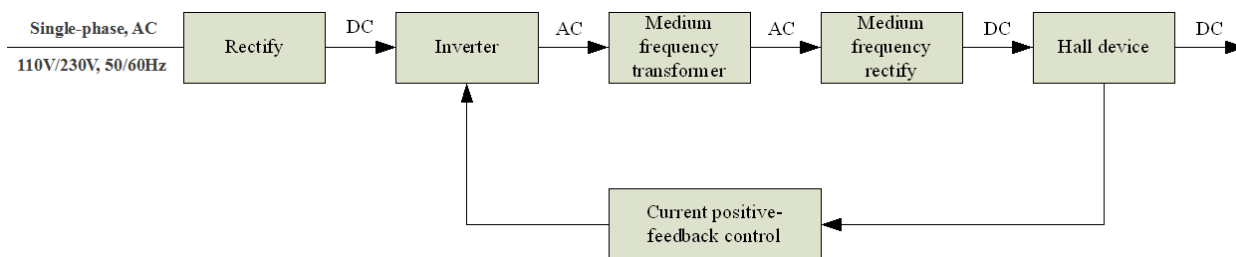 Single-phase, AC
110V/230V, 50/60Hz
Rectify
DC
Inverter
AC
Medium
frequency
transformer
AC
Medium
frequency
rectify
DC
Hall device
DC
Current positive-
feedback control